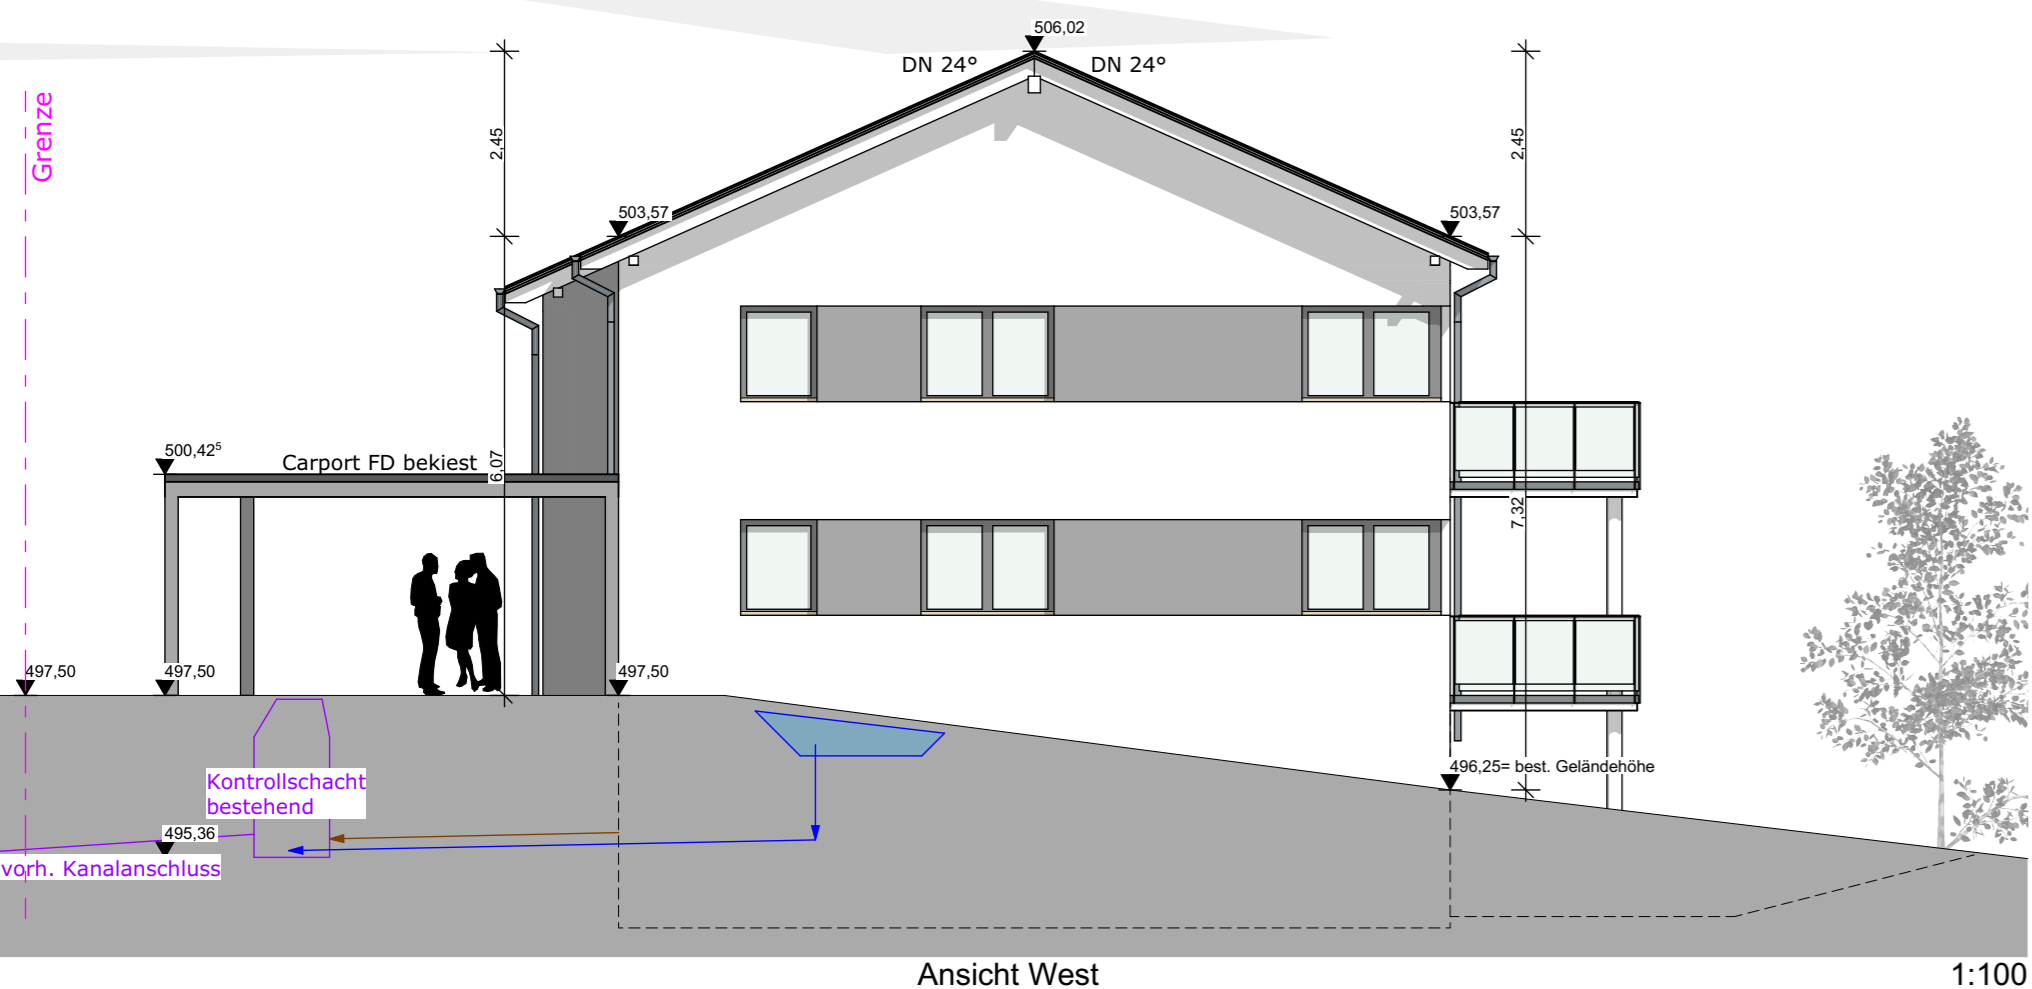 506,02
DN 24°
DN 24°
Grenze
2,45
2,45
503,57
503,57
500,42⁵
Carport FD bekiest
6,07
7,32
497,50
497,50
497,50
496,25= best. Geländehöhe
Kontrollschacht
bestehend
495,36
vorh. Kanalanschluss
Ansicht West
1:100